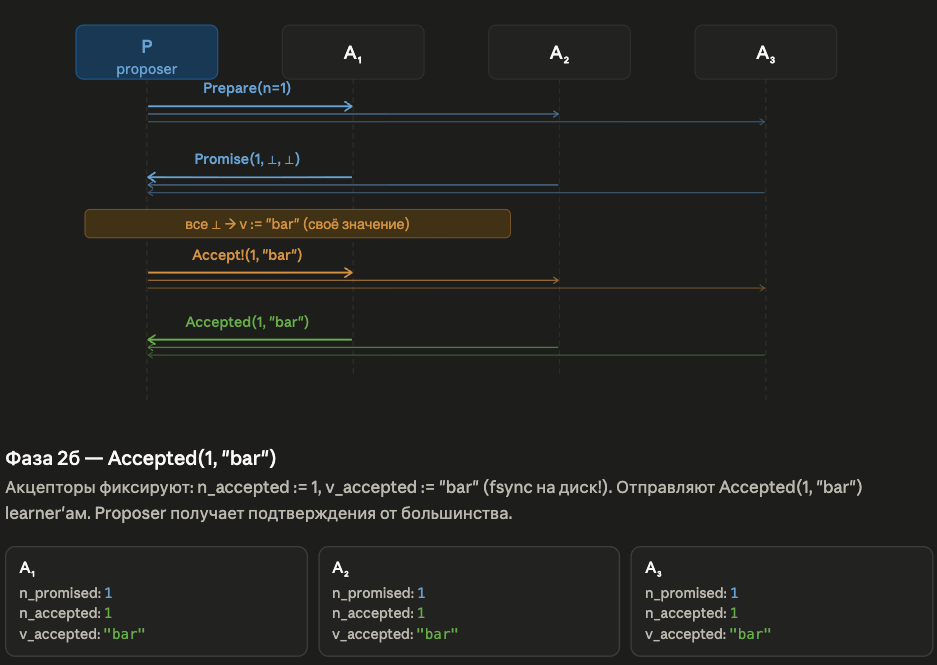 P
proposer
A₁
A₂
A₃
Prepare(n=1)
Promise(1, ⊥, ⊥)
все ⊥ → v := "bar" (своё значение)
Accept!(1, "bar")
Accepted(1, "bar")
Фаза 2б — Accepted(1, "bar")
Акцепторы фиксируют: n_accepted := 1, v_accepted := "bar" (fsync на диск!). Отправляют Accepted(1, "bar")
learner'ам. Proposer получает подтверждения от большинства.
A₁
n_promised: 1
n_accepted: 1
v_accepted: "bar"
A₂
n_promised: 1
n_accepted: 1
v_accepted: "bar"
A₃
n_promised: 1
n_accepted: 1
v_accepted: "bar"